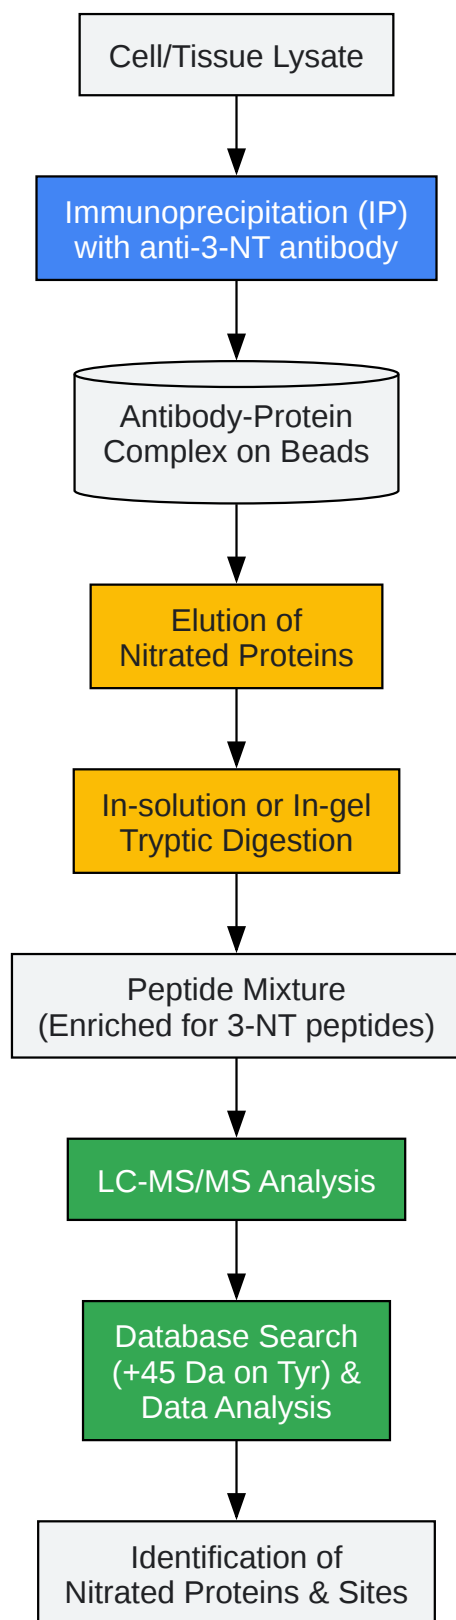 Cell/Tissue Lysate
Immunoprecipitation (IP)
with anti-3-NT antibody
Antibody-Protein
Complex on Beads
Elution of
Nitrated Proteins
In-solution or In-gel
Tryptic Digestion
Peptide Mixture
(Enriched for 3-NT peptides)
LC-MS/MS Analysis
Database Search
(+45 Da on Tyr) &
Data Analysis
Identification of
Nitrated Proteins & Sites